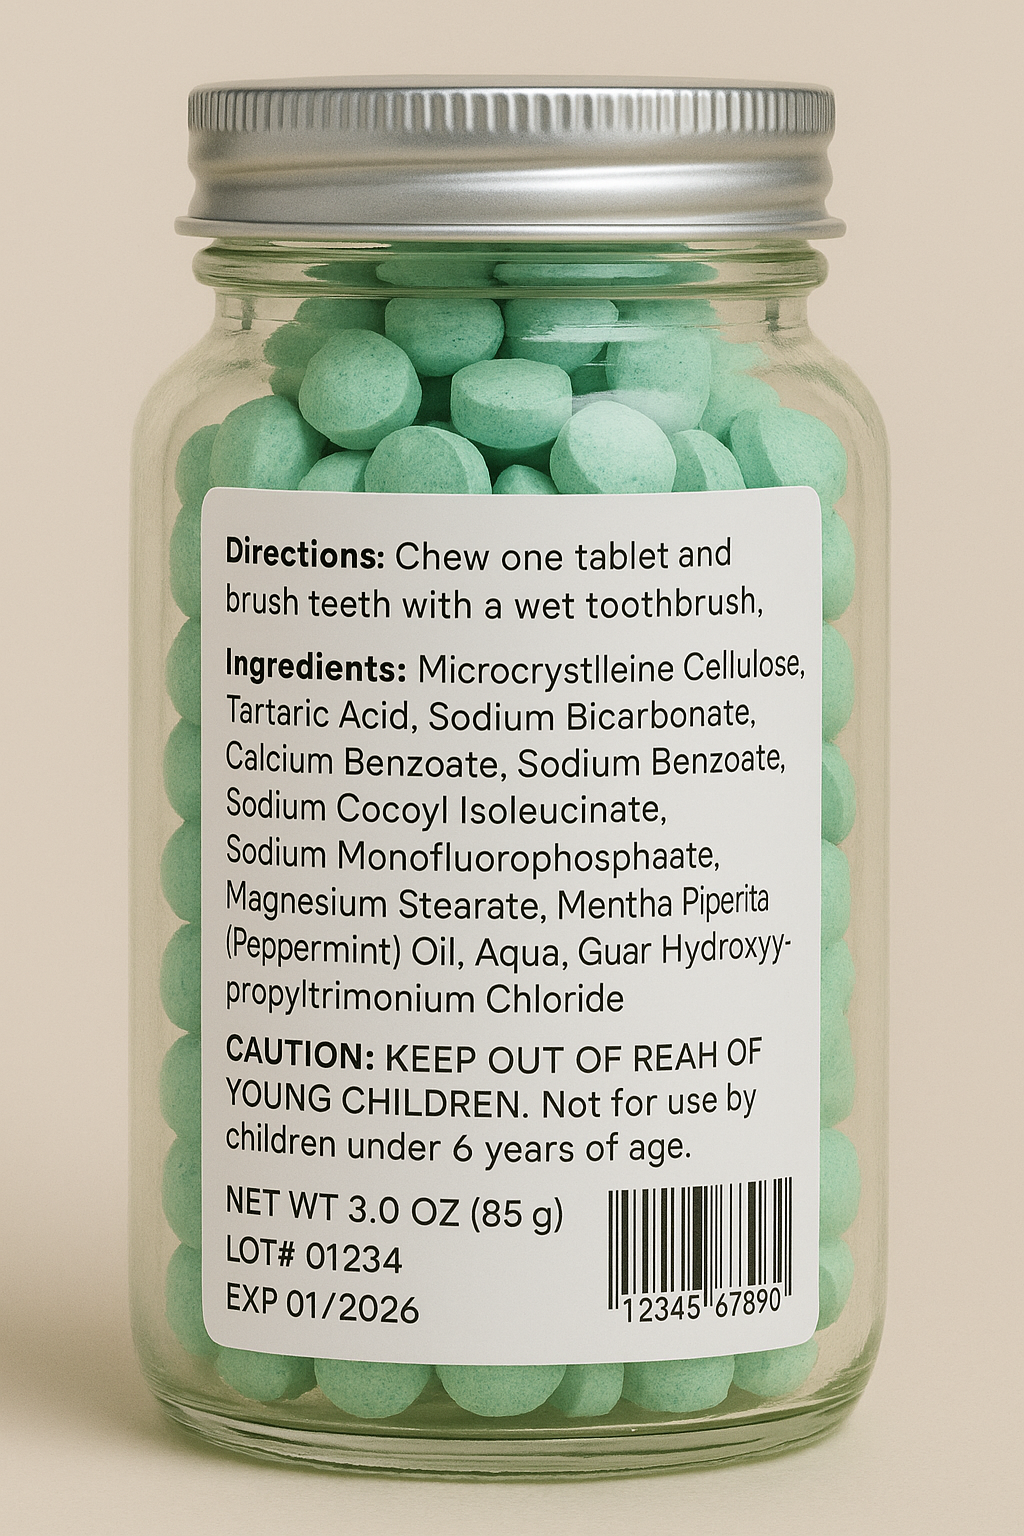 Directions: Chew one tablet and
brush teeth with a wet toothbrush,
Ingredients: Microcrystlleine Cellulose,
Tartaric Acid, Sodium Bicarbonate,
Calcium Benzoate, Sodium Benzoate,
Sodium Cocoyl Isoleucinate,
Sodium Monofluorophosphaate,
Magnesium Stearate, Mentha Piperita
(Peppermint) Oil, Aqua, Guar Hydroxyy-
propyltrimonium Chloride
CAUTION: KEEP OUT OF REAH OF
YOUNG CHILDREN. Not for use by
children under 6 years of age.
NET WT 3.0 OZ (85 g)
LOT# 01234
EXP 01/2026
12345 67890